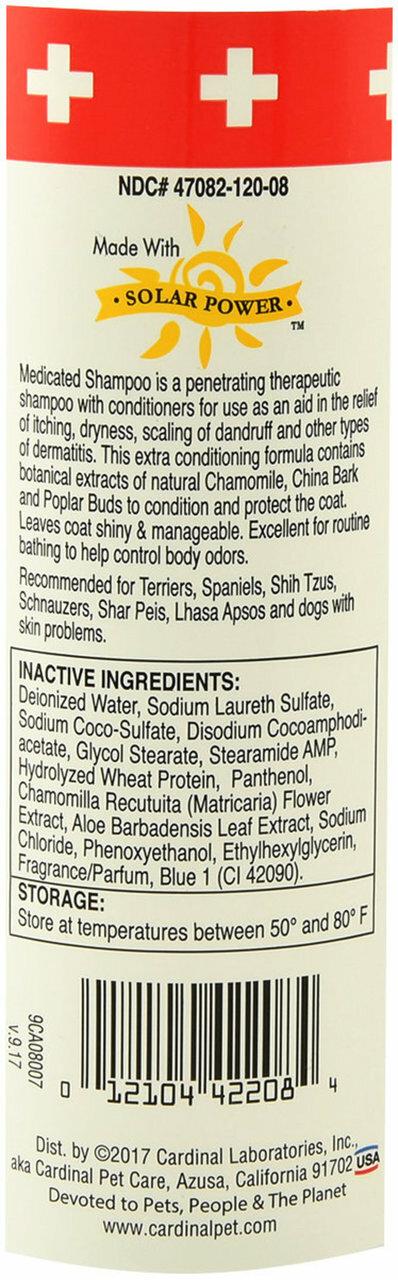 NDC# 47082-120-08
Made With
· SOLAR POWER ·
TM
Medicated Shampoo is a penetrating therapeutic
shampoo with conditioners for use as an aid in the relief
of itching, dryness, scaling of dandruff and other types
of dermatitis. This extra conditioning formula contains
botanical extracts of natural Chamomile, China Bark
and Poplar Buds to condition and protect the coat.
Leaves coat shiny & manageable. Excellent for routine
bathing to help control body odors.
Recommended for Terriers, Spaniels, Shih Tzus,
Schnauzers, Shar Peis, Lhasa Apsos and dogs with
skin problems.
INACTIVE INGREDIENTS:
Deionized Water, Sodium Laureth Sulfate,
Sodium Coco-Sulfate, Disodium Cocoamphodi-
acetate, Glycol Stearate, Stearamide AMP,
Hydrolyzed Wheat Protein, Panthenol,
Chamomilla Recutuita (Matricaria) Flower
Extract, Aloe Barbadensis Leaf Extract, Sodium
Chloride, Phenoxyethanol, Ethylhexylglycerin,
Fragrance/Parfum, Blue 1 (CI 42090).
STORAGE:
Store at temperatures between 50° and 80° F
9CA08007
v.9.17
0 12104 42208 4
Dist. by ©2017 Cardinal Laboratories, Inc.,
aka Cardinal Pet Care, Azusa, California 91702 USA
Devoted to Pets, People & The Planet
www.cardinalpet.com